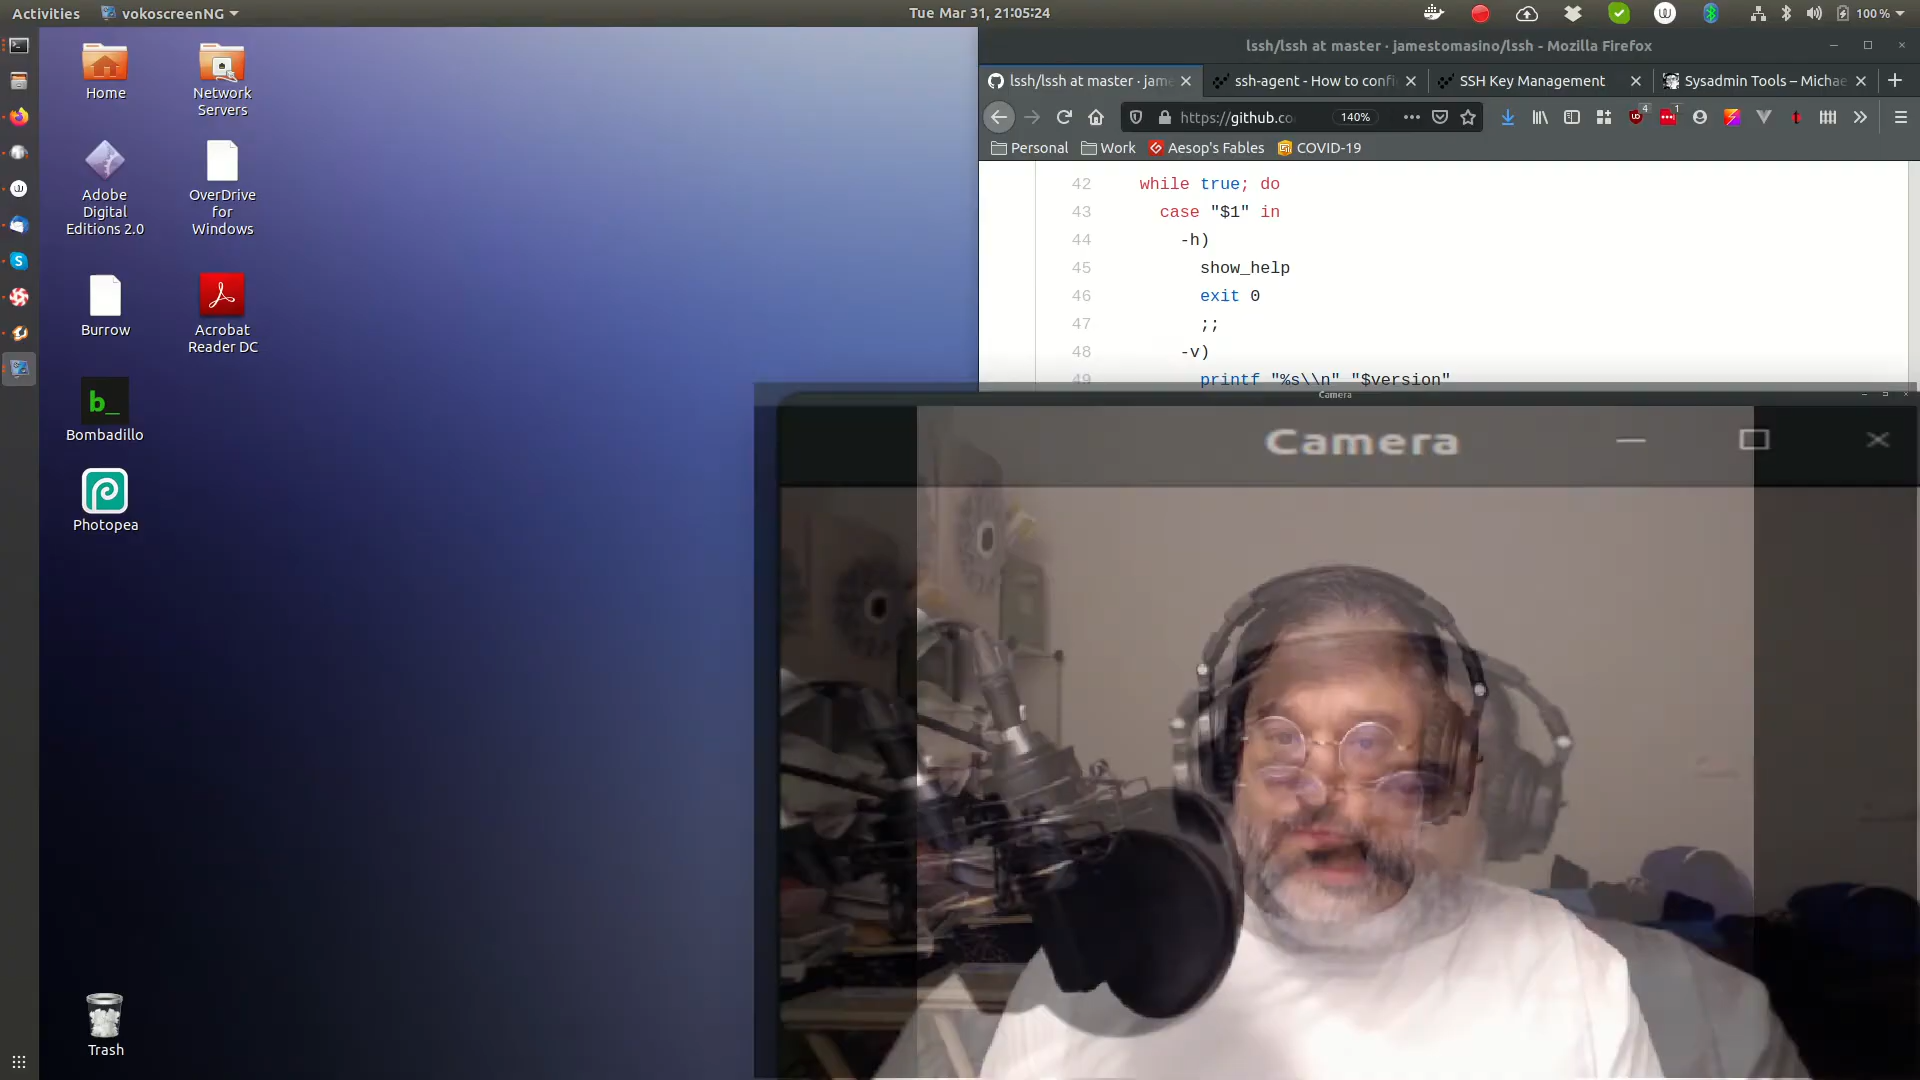 Activities
vokoscreenNG
Tue Mar 31, 21:05:24
100 %
Home
Network
Servers
Adobe
Digital
Editions 2.0
OverDrive
for
Windows
Burrow
Acrobat
Reader DC
b_
Bombadillo
Photopea
Trash
lssh/lssh at master · jamestomasino/lssh - Mozilla Firefox
lssh/lssh at master · jame
ssh-agent - How to confi
SSH Key Management
Sysadmin Tools – Michae
https://github.co
140%
4
1
Personal
Work
Aesop's Fables
COVID-19
42 while true; do
43 case "$1" in
44 -h)
45 show_help
46 exit 0
47 ;;
48 -v)
49 printf "%s\\n" "$version"
Camera
Camera